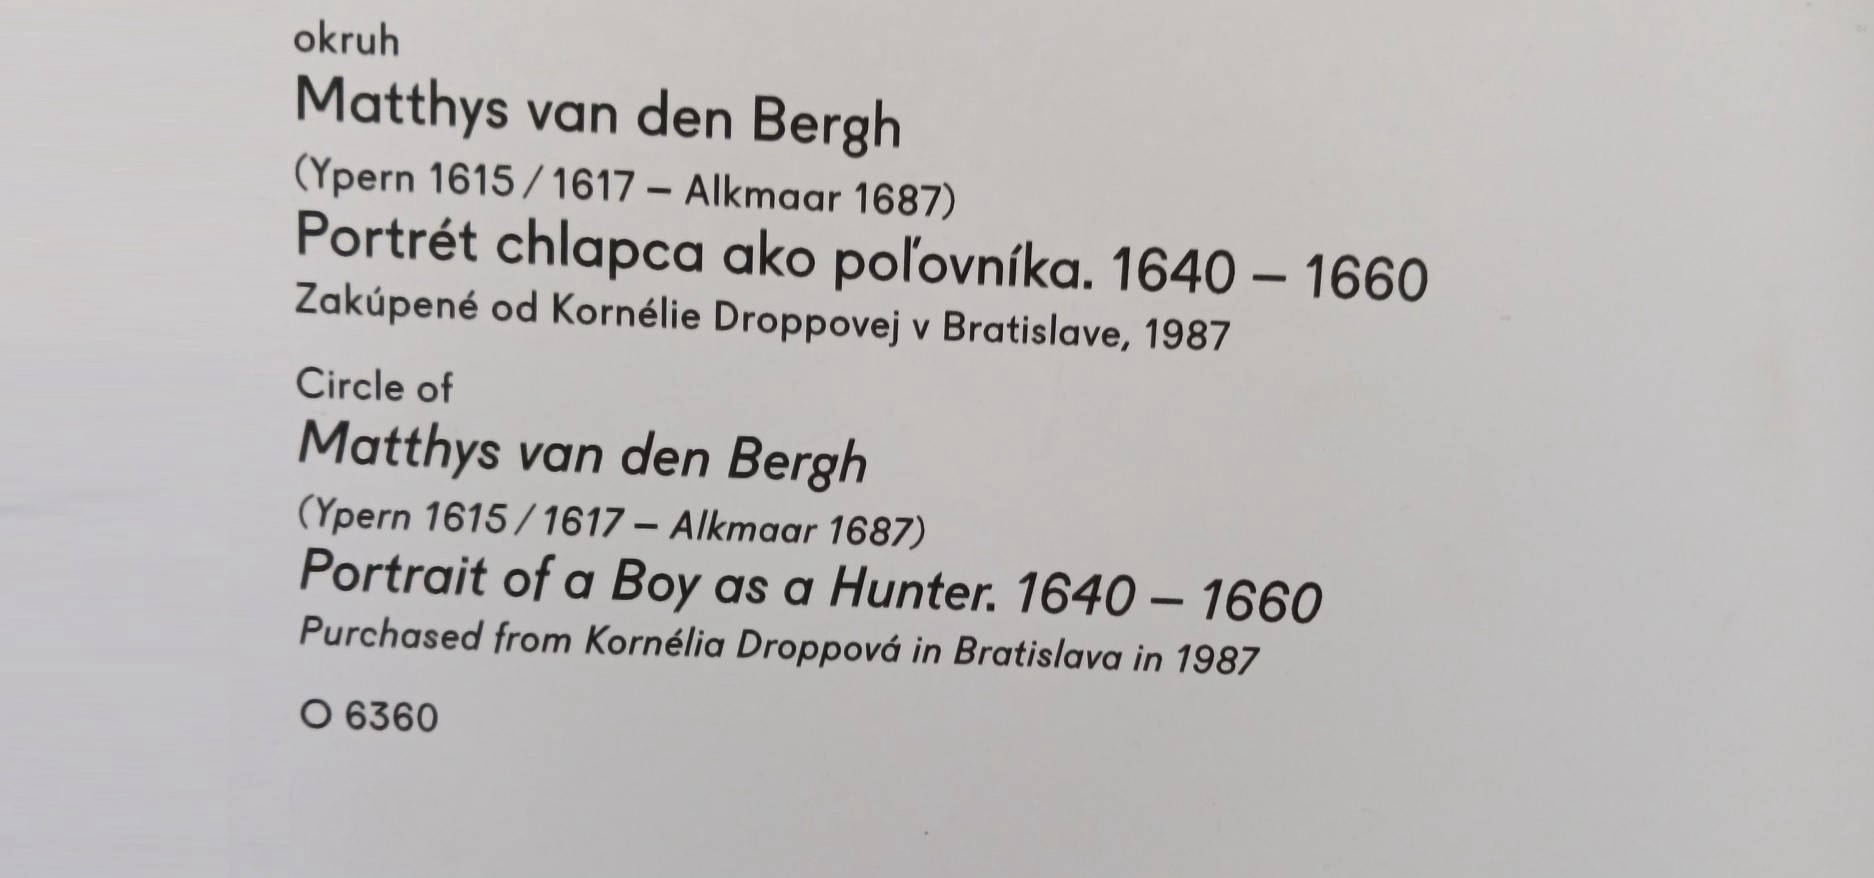 okruh
Matthys van den Bergh
(Ypern 1615 / 1617 – Alkmaar 1687)
Portrét chlapca ako poľovníka. 1640 – 1660
Zakúpené od Kornélie Droppovej v Bratislave, 1987
Circle of
Matthys van den Bergh
(Ypern 1615 / 1617 – Alkmaar 1687)
Portrait of a Boy as a Hunter. 1640 – 1660
Purchased from Kornélia Droppová in Bratislava in 1987
O 6360